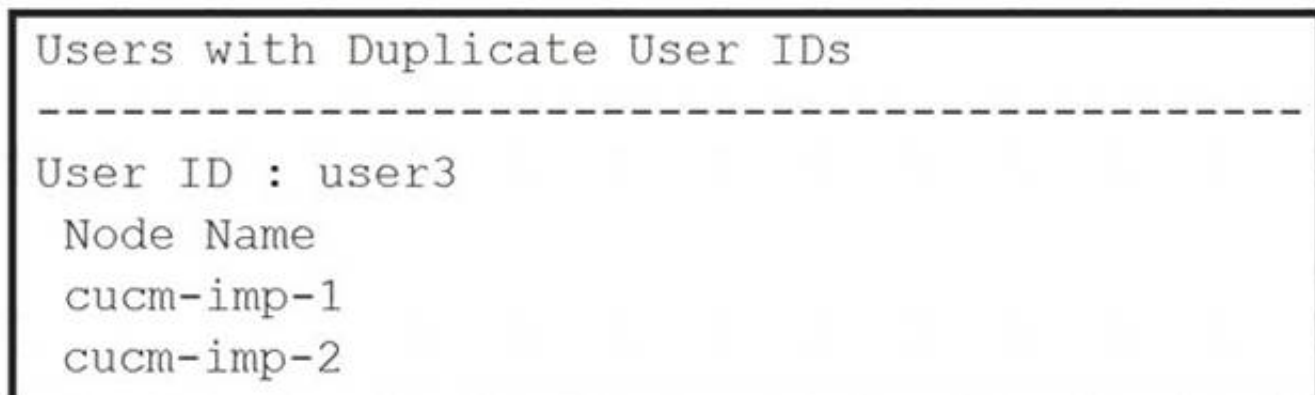 Users with Duplicate User IDs
---------------------------------------------
User ID : user3
Node Name
cucm-imp-1
cucm-imp-2